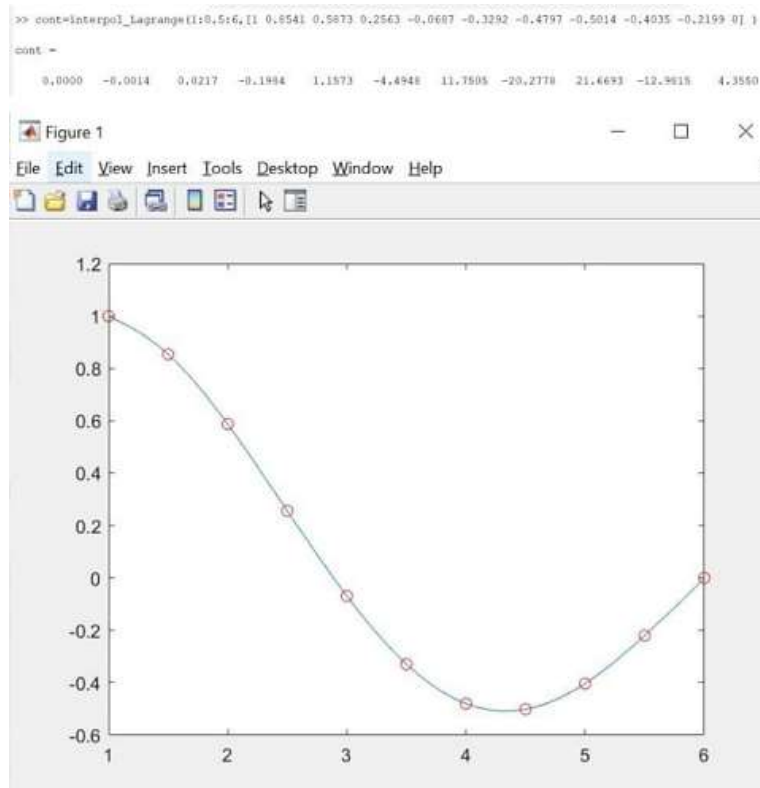 >> cont=interpol_Lagrange(1:0.5:6,[1 0.8541 0.5873 0.2563 -0.0687 -0.3292 -0.4797 -0.5014 -0.4035 -0.2199 0] )
cont =
0.0000 -0.0014 0.0217 -0.1984 1.1573 -4.4948 11.7505 -20.2778 21.6693 -12.9815 4.3550
Figure 1
File Edit View Insert Tools Desktop Window Help
1.2
1
0.8
0.6
0.4
0.2
0
-0.2
-0.4
-0.6
1 2 3 4 5 6